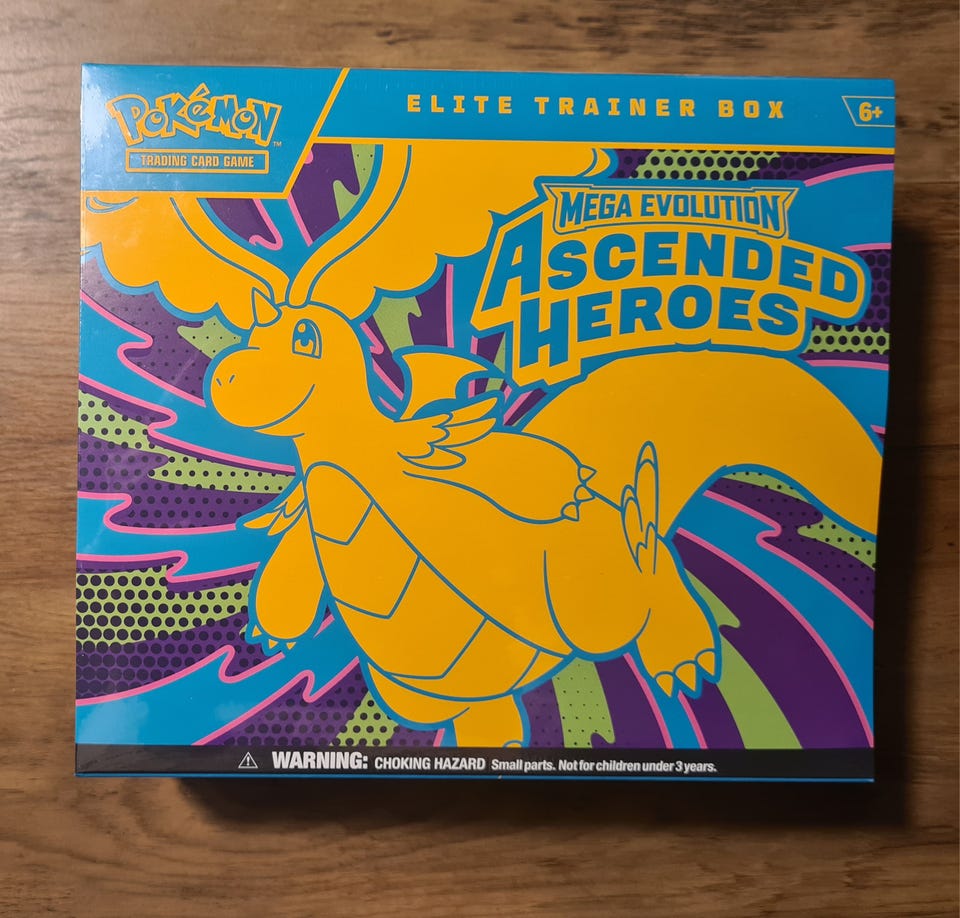 POKéMON™
TRADING CARD GAME
ELITE TRAINER BOX
6+
MEGA EVOLUTION
ASCENDED
HEROES
WARNING: CHOKING HAZARD Small parts. Not for children under 3 years.